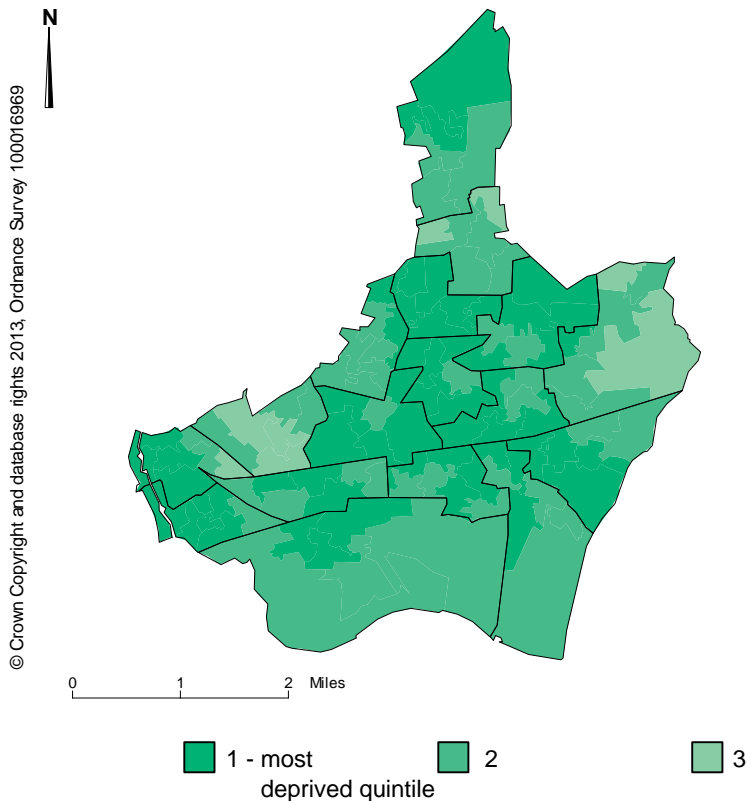 N
© Crown Copyright and database rights 2013, Ordnance Survey 100016969
0 1 2 Miles
1 - most 2 3
deprived quintile